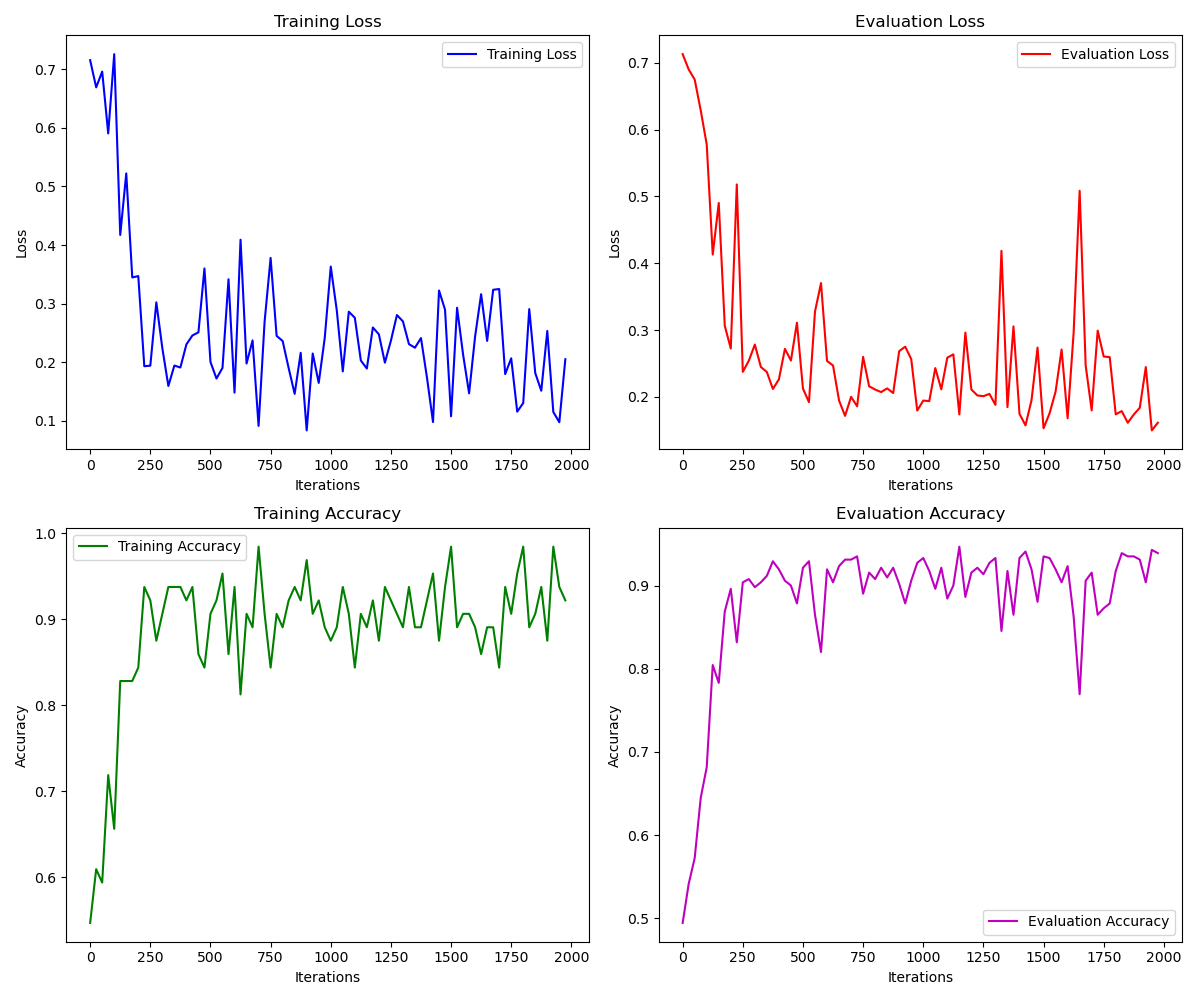 Training Loss
Training Loss
Loss
0.7
0.6
0.5
0.4
0.3
0.2
0.1
0 250 500 750 1000 1250 1500 1750 2000
Iterations
Evaluation Loss
Evaluation Loss
Loss
0.7
0.6
0.5
0.4
0.3
0.2
0 250 500 750 1000 1250 1500 1750 2000
Iterations
Training Accuracy
Training Accuracy
Accuracy
1.0
0.9
0.8
0.7
0.6
0 250 500 750 1000 1250 1500 1750 2000
Iterations
Evaluation Accuracy
Accuracy
0.9
0.8
0.7
0.6
0.5
Evaluation Accuracy
0 250 500 750 1000 1250 1500 1750 2000
Iterations